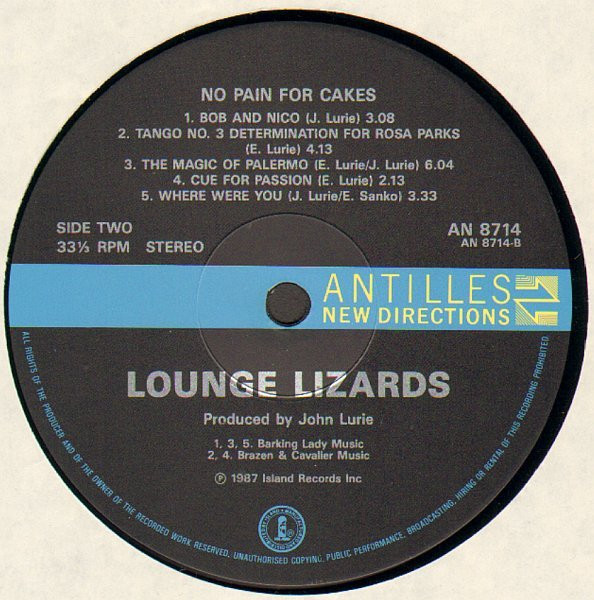 NO PAIN FOR CAKES
1. BOB AND NICO (J. Lurie) 3.08
2. TANGO NO. 3 DETERMINATION FOR ROSA PARKS
(E. Lurie) 4.13
3. THE MAGIC OF PALERMO (E. Lurie/J. Lurie) 6.04
4. CUE FOR PASSION (E. Lurie) 2.13
5. WHERE WERE YOU (J. Lurie/E. Sanko) 3.33
SIDE TWO
33⅓ RPM STEREO
AN 8714
AN 8714-B
ANTILLES
NEW DIRECTIONS
LOUNGE LIZARDS
Produced by John Lurie
1, 3, 5. Barking Lady Music
2, 4. Brazen & Cavalier Music
℗ 1987 Island Records Inc
ALL RIGHTS OF THE PRODUCER AND OF THE OWNER OF THE RECORDED WORK RESERVED. UNAUTHORISED COPYING, PUBLIC PERFORMANCE, BROADCASTING, HIRING OR RENTAL OF THIS RECORDING PROHIBITED